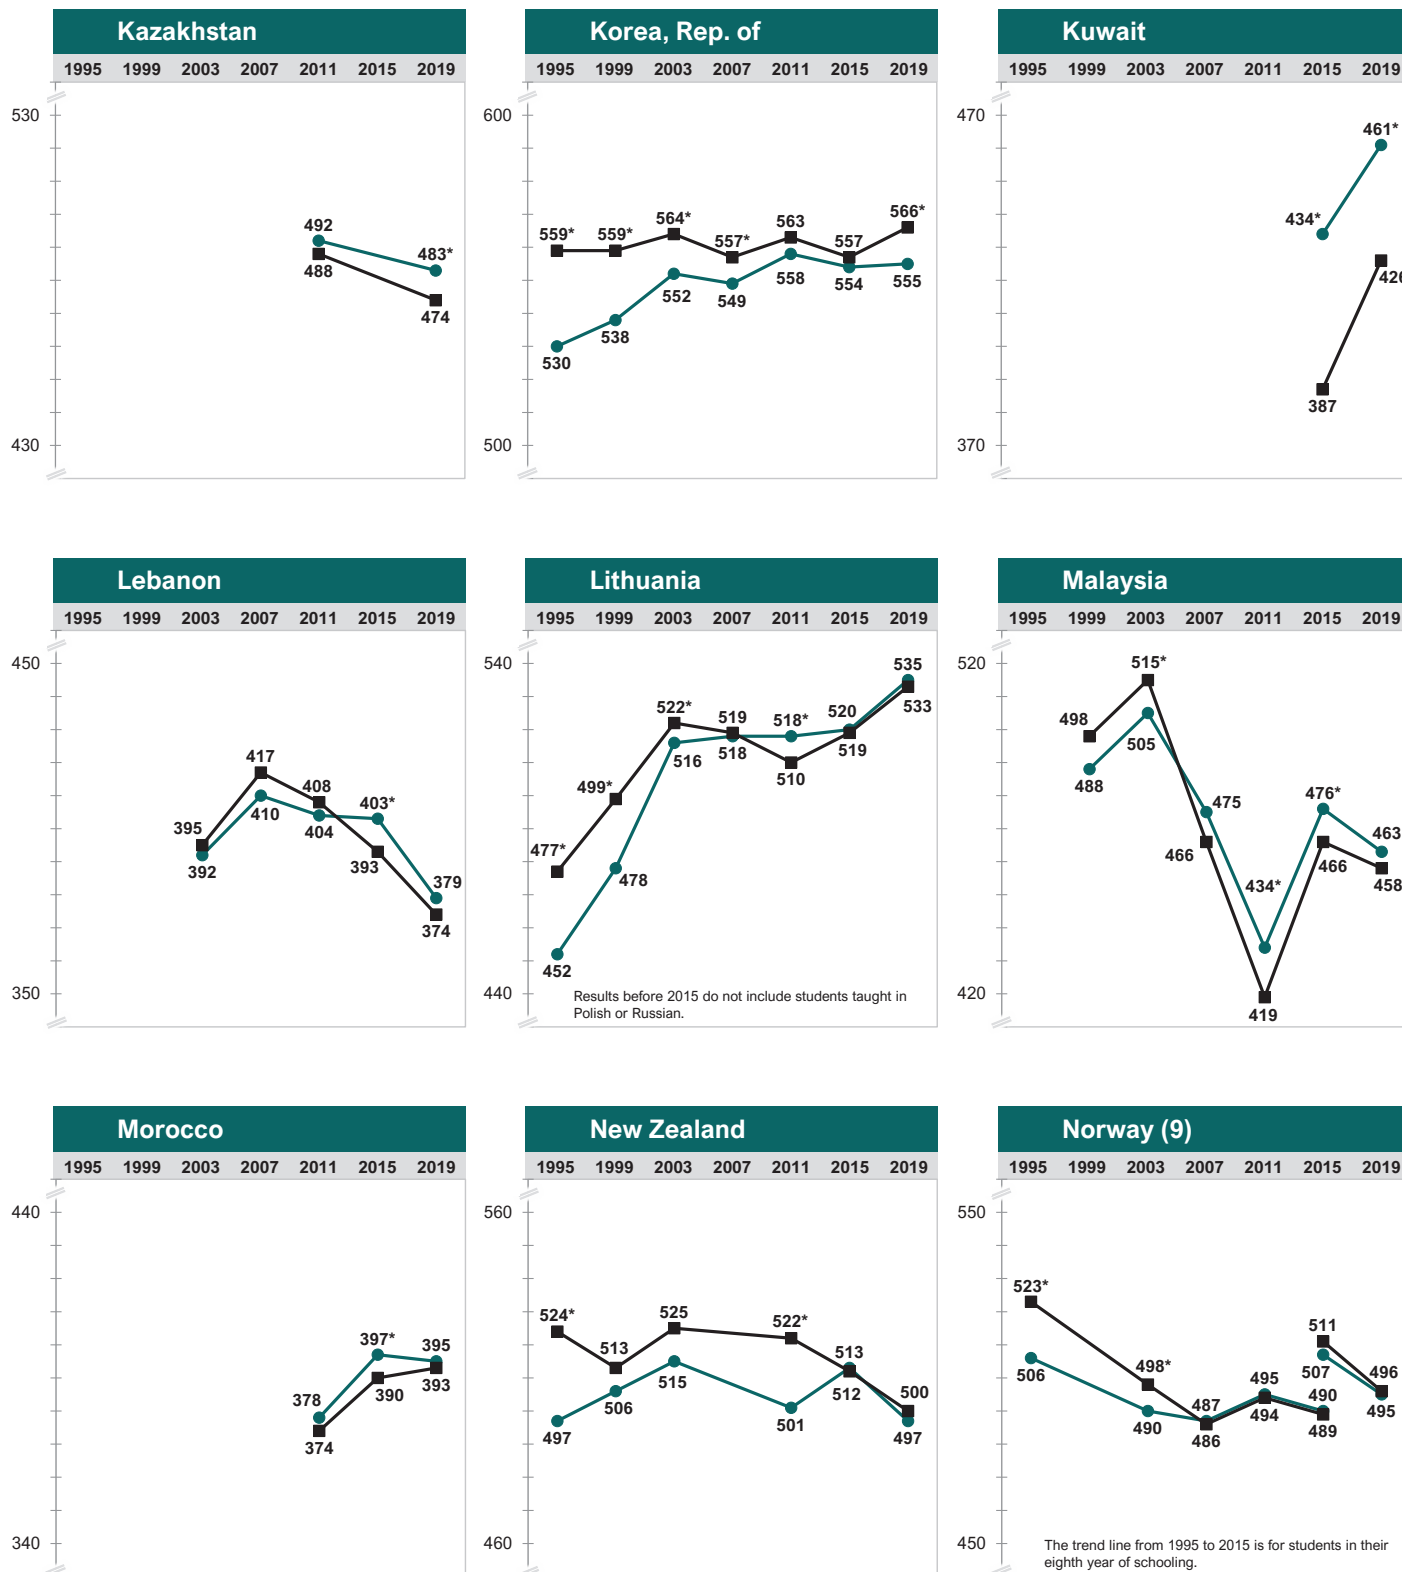 Kazakhstan
1995 1999 2003 2007 2011 2015 2019
530
492
483*
488
474
430
Korea, Rep. of
1995 1999 2003 2007 2011 2015 2019
600
559* 559* 564* 557* 563 557 566*
530 538 552 549 558 554 555
500
Kuwait
1995 1999 2003 2007 2011 2015 2019
470
461*
434*
426
387
370
Lebanon
1995 1999 2003 2007 2011 2015 2019
450
395 417 408 403* 379
392 410 404 393 374
350
Lithuania
1995 1999 2003 2007 2011 2015 2019
540
477* 499* 522* 519 518* 520 535
452 478 516 518 510 519 533
440
Results before 2015 do not include students taught in
Polish or Russian.
Malaysia
1995 1999 2003 2007 2011 2015 2019
520
498 515* 475 434* 476* 463
488 505 466 419 466 458
420
Morocco
1995 1999 2003 2007 2011 2015 2019
440
378 397* 395
374 390 393
340
New Zealand
1995 1999 2003 2007 2011 2015 2019
560
524* 513 525 522* 513 500
497 506 515 501 512 497
460
Norway (9)
1995 1999 2003 2007 2011 2015 2019
550
523* 498* 487 495 490
506 490 486 494 489
511 496
507 495
450
The trend line from 1995 to 2015 is for students in their
eighth year of schooling.